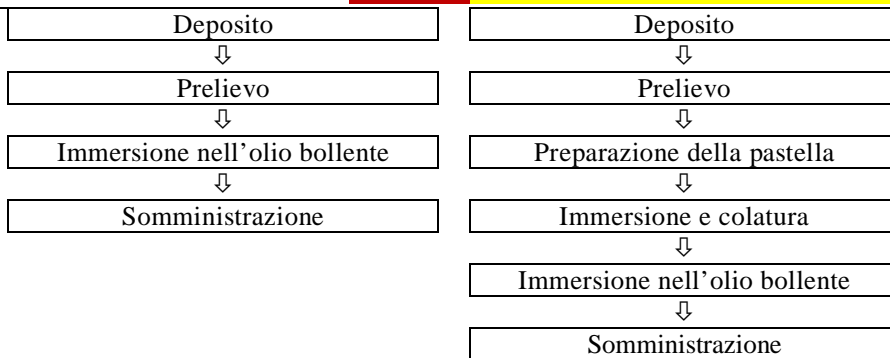 Deposito
⇩
Prelievo
⇩
Immersione nell’olio bollente
⇩
Somministrazione
Deposito
⇩
Prelievo
⇩
Preparazione della pastella
⇩
Immersione e colatura
⇩
Immersione nell’olio bollente
⇩
Somministrazione